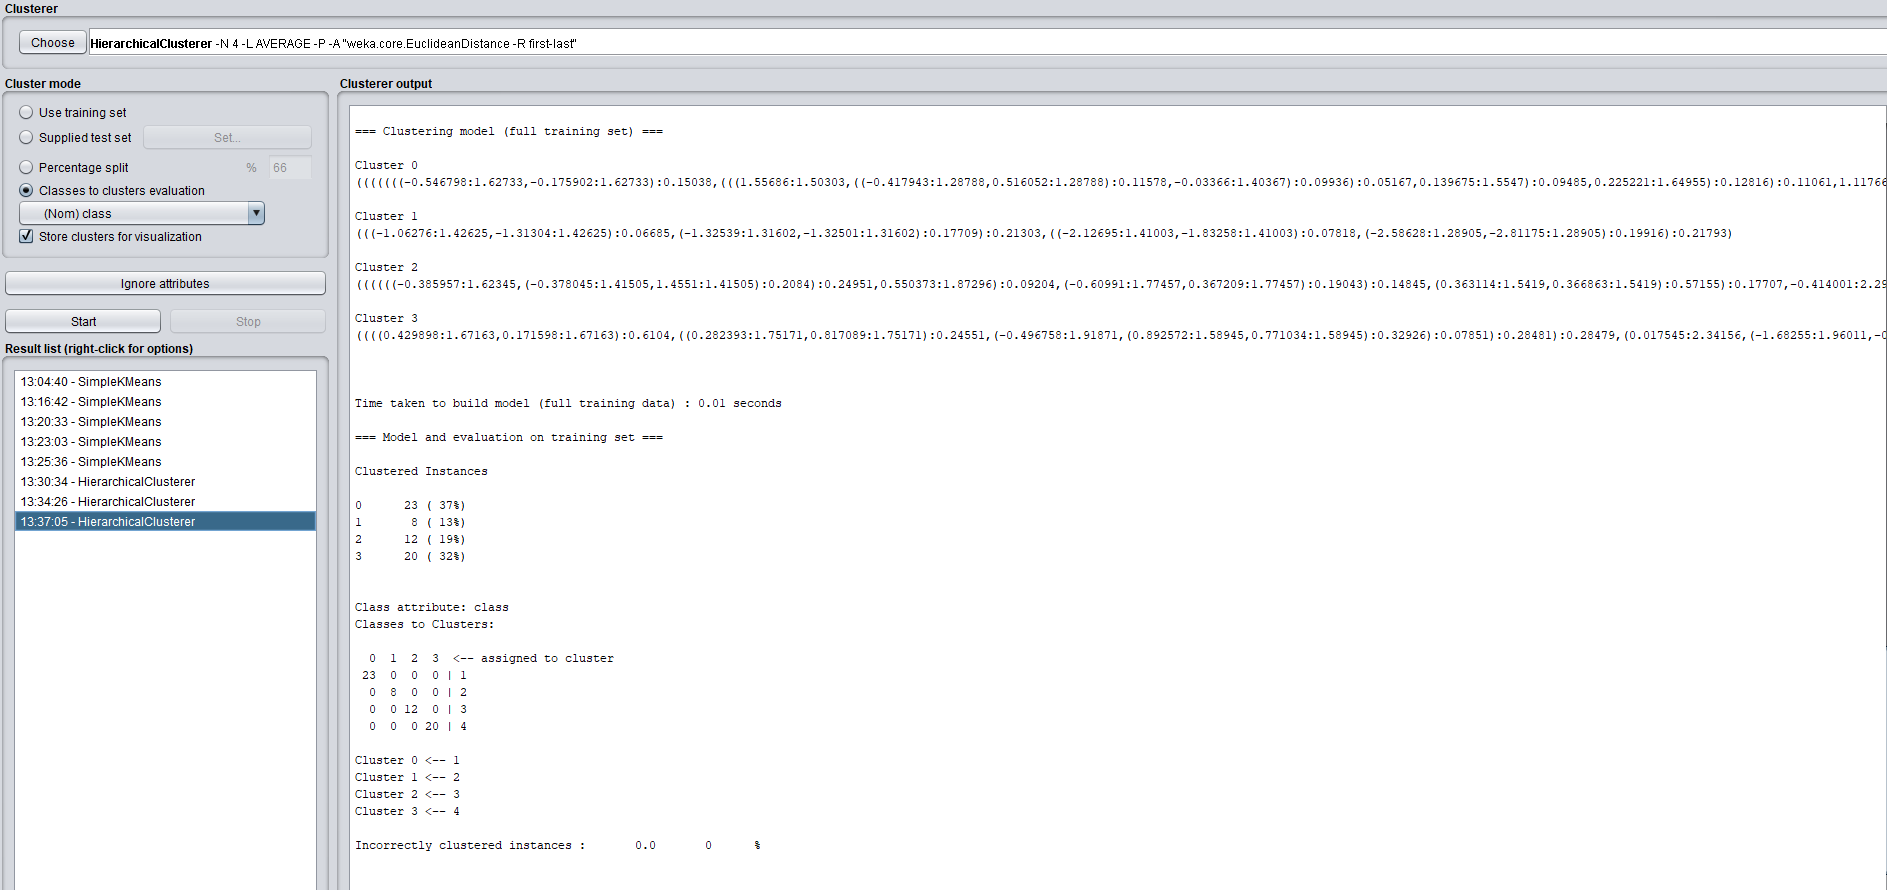 Clusterer
Choose HierarchicalClusterer -N 4 -L AVERAGE -P -A "weka.core.EuclideanDistance -R first-last"
Cluster mode
Use training set
Supplied test set Set...
Percentage split % 66
Classes to clusters evaluation
(Nom) class
Store clusters for visualization
Ignore attributes
Start Stop
Result list (right-click for options)
13:04:40 - SimpleKMeans
13:16:42 - SimpleKMeans
13:20:33 - SimpleKMeans
13:23:03 - SimpleKMeans
13:25:36 - SimpleKMeans
13:30:34 - HierarchicalClusterer
13:34:26 - HierarchicalClusterer
13:37:05 - HierarchicalClusterer
Clusterer output
=== Clustering model (full training set) ===
Cluster 0
(((((((-0.546798:1.62733,-0.175902:1.62733):0.15038,(((1.55686:1.50303,((-0.417943:1.28788,0.516052:1.28788):0.11578,-0.03366:1.40367):0.09936):0.05167,0.139675:1.5547):0.09485,0.225221:1.64955):0.12816):0.11061,1.11766
Cluster 1
(((-1.06276:1.42625,-1.31304:1.42625):0.06685,(-1.32539:1.31602,-1.32501:1.31602):0.17709):0.21303,((-2.12695:1.41003,-1.83258:1.41003):0.07818,(-2.58628:1.28905,-2.81175:1.28905):0.19916):0.21793)
Cluster 2
((((((-0.385957:1.62345,(-0.378045:1.41505,1.4551:1.41505):0.2084):0.24951,0.550373:1.87296):0.09204,(-0.60991:1.77457,0.367209:1.77457):0.19043):0.14845,(0.363114:1.5419,0.366863:1.5419):0.57155):0.17707,-0.414001:2.29
Cluster 3
((((0.429898:1.67163,0.171598:1.67163):0.6104,((0.282393:1.75171,0.817089:1.75171):0.24551,(-0.496758:1.91871,(0.892572:1.58945,0.771034:1.58945):0.32926):0.07851):0.28481):0.28479,(0.017545:2.34156,(-1.68255:1.96011,-0
Time taken to build model (full training data) : 0.01 seconds
=== Model and evaluation on training set ===
Clustered Instances
0 23 ( 37%)
1 8 ( 13%)
2 12 ( 19%)
3 20 ( 32%)
Class attribute: class
Classes to Clusters:
0 1 2 3 <-- assigned to cluster
23 0 0 0 | 1
0 8 0 0 | 2
0 0 12 0 | 3
0 0 0 20 | 4
Cluster 0 <-- 1
Cluster 1 <-- 2
Cluster 2 <-- 3
Cluster 3 <-- 4
Incorrectly clustered instances : 0.0 0 %